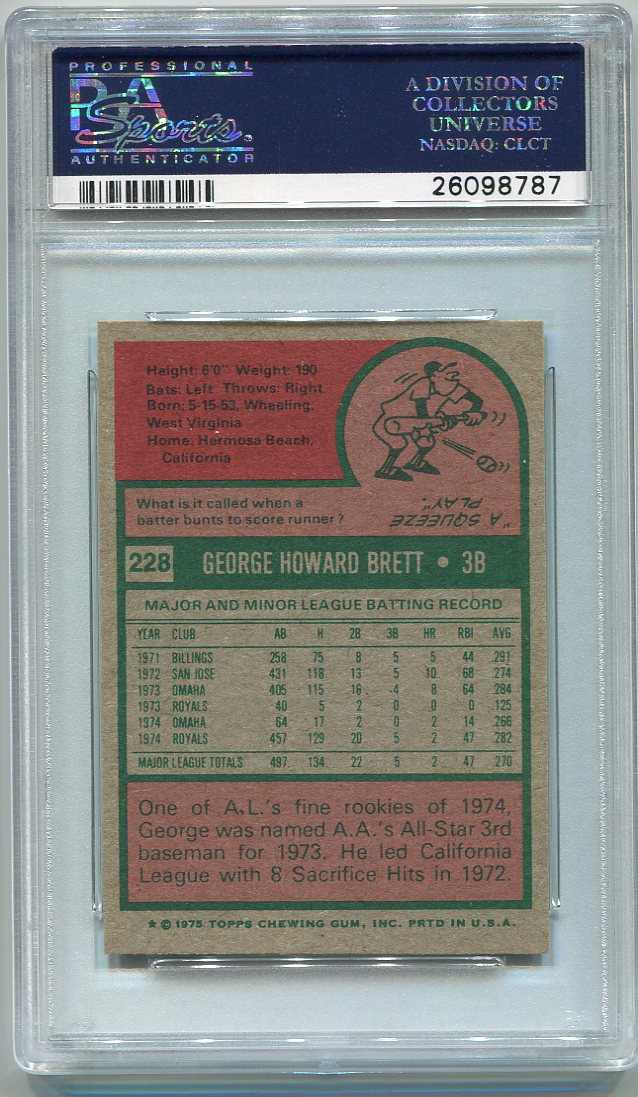 PROFESSIONAL
PSA
Sports.
AUTHENTICATOR
A DIVISION OF
COLLECTORS
UNIVERSE
NASDAQ: CLCT
26098787
Height: 6'0" Weight: 190
Bats: Left Throws: Right
Born: 5-15-53, Wheeling,
West Virginia
Home: Hermosa Beach,
California
What is it called when a
batter bunts to score runner?
"A SQUEEZE
PLAY".
228 GEORGE HOWARD BRETT • 3B
MAJOR AND MINOR LEAGUE BATTING RECORD
YEAR CLUB AB H 2B 3B HR RBI AVG
1971 BILLINGS 258 75 8 5 5 44 .291
1972 SAN JOSE 431 118 13 5 10 68 .274
1973 OMAHA 405 115 16 4 8 64 .284
1973 ROYALS 40 5 2 0 0 0 .125
1974 OMAHA 64 17 2 0 2 14 .266
1974 ROYALS 457 129 20 5 2 47 .282
MAJOR LEAGUE TOTALS 497 134 22 5 2 47 .270
One of A.L.'s fine rookies of 1974,
George was named A.A.'s All-Star 3rd
baseman for 1973. He led California
League with 8 Sacrifice Hits in 1972.
★ © 1975 TOPPS CHEWING GUM, INC. PRTD IN U.S.A.